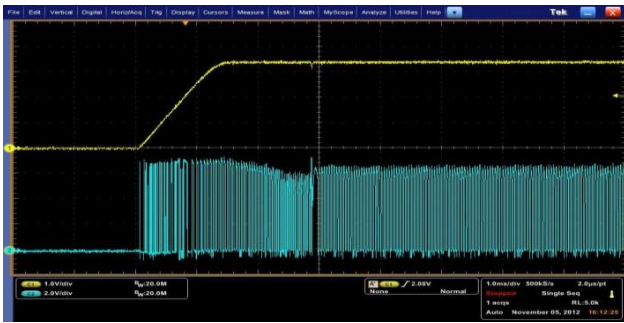 File Edit Vertical Digital Horiz/Acq Trig Display Cursors Measure Mask Math MyScope Analyze Utilities Help Tek
1
2
C1 1.0V/div BW:20.0M
C2 2.0V/div BW:20.0M
A' C1 2.08V
None Normal
1.0ms/div 500kS/s 2.0µs/pt
Stopped Single Seq
1 acqs RL:5.0k
Auto November 05, 2012 16:12:25